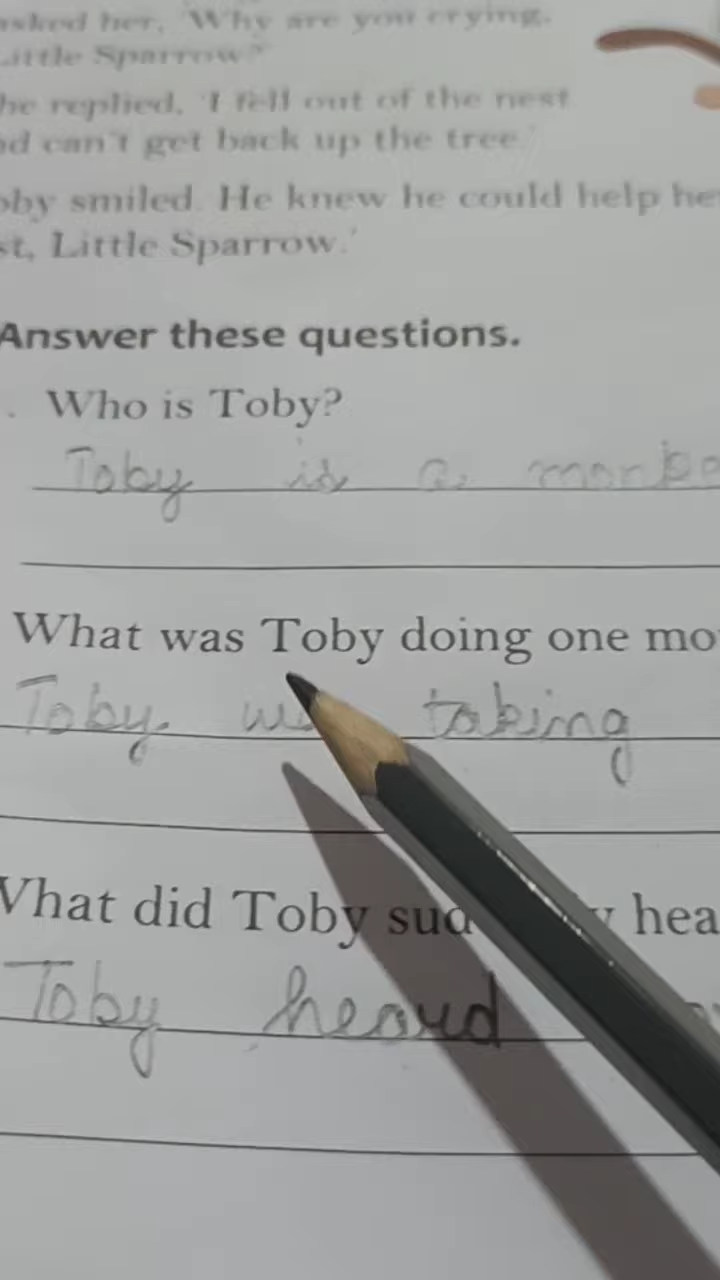 asked her, 'Why are you crying,
Little Sparrow?'
he replied, 'I fell out of the nest
nd can't get back up the tree.'
oby smiled. He knew he could help he
st, Little Sparrow.'
Answer these questions.
. Who is Toby?
Toby is a monke
What was Toby doing one mo
Toby taking
What did Toby hea
Toby heard